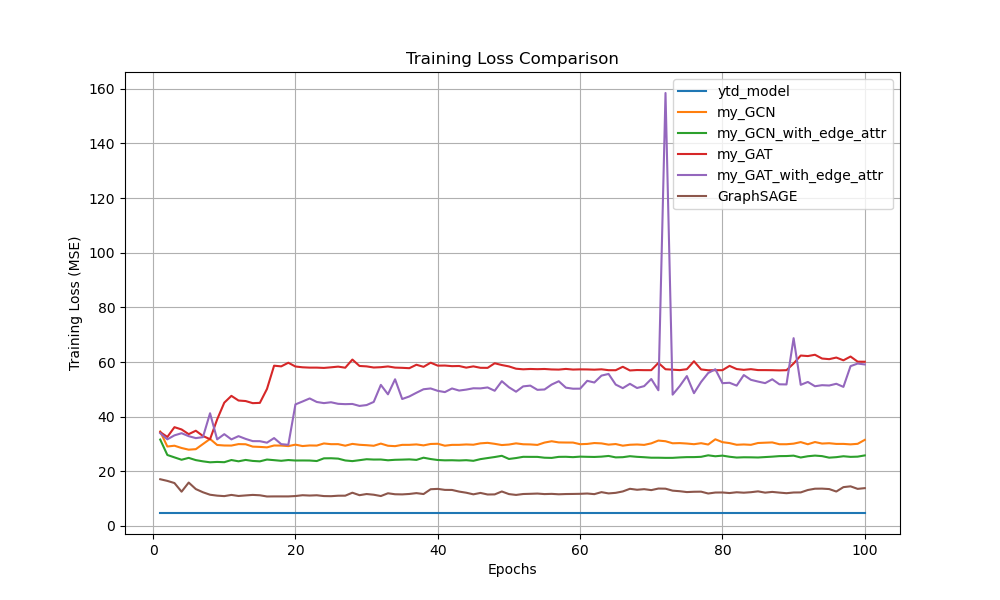 Training Loss Comparison
Training Loss (MSE)
160
140
120
100
80
60
40
20
0
ytd_model
my_GCN
my_GCN_with_edge_attr
my_GAT
my_GAT_with_edge_attr
GraphSAGE
0 20 40 60 80 100
Epochs